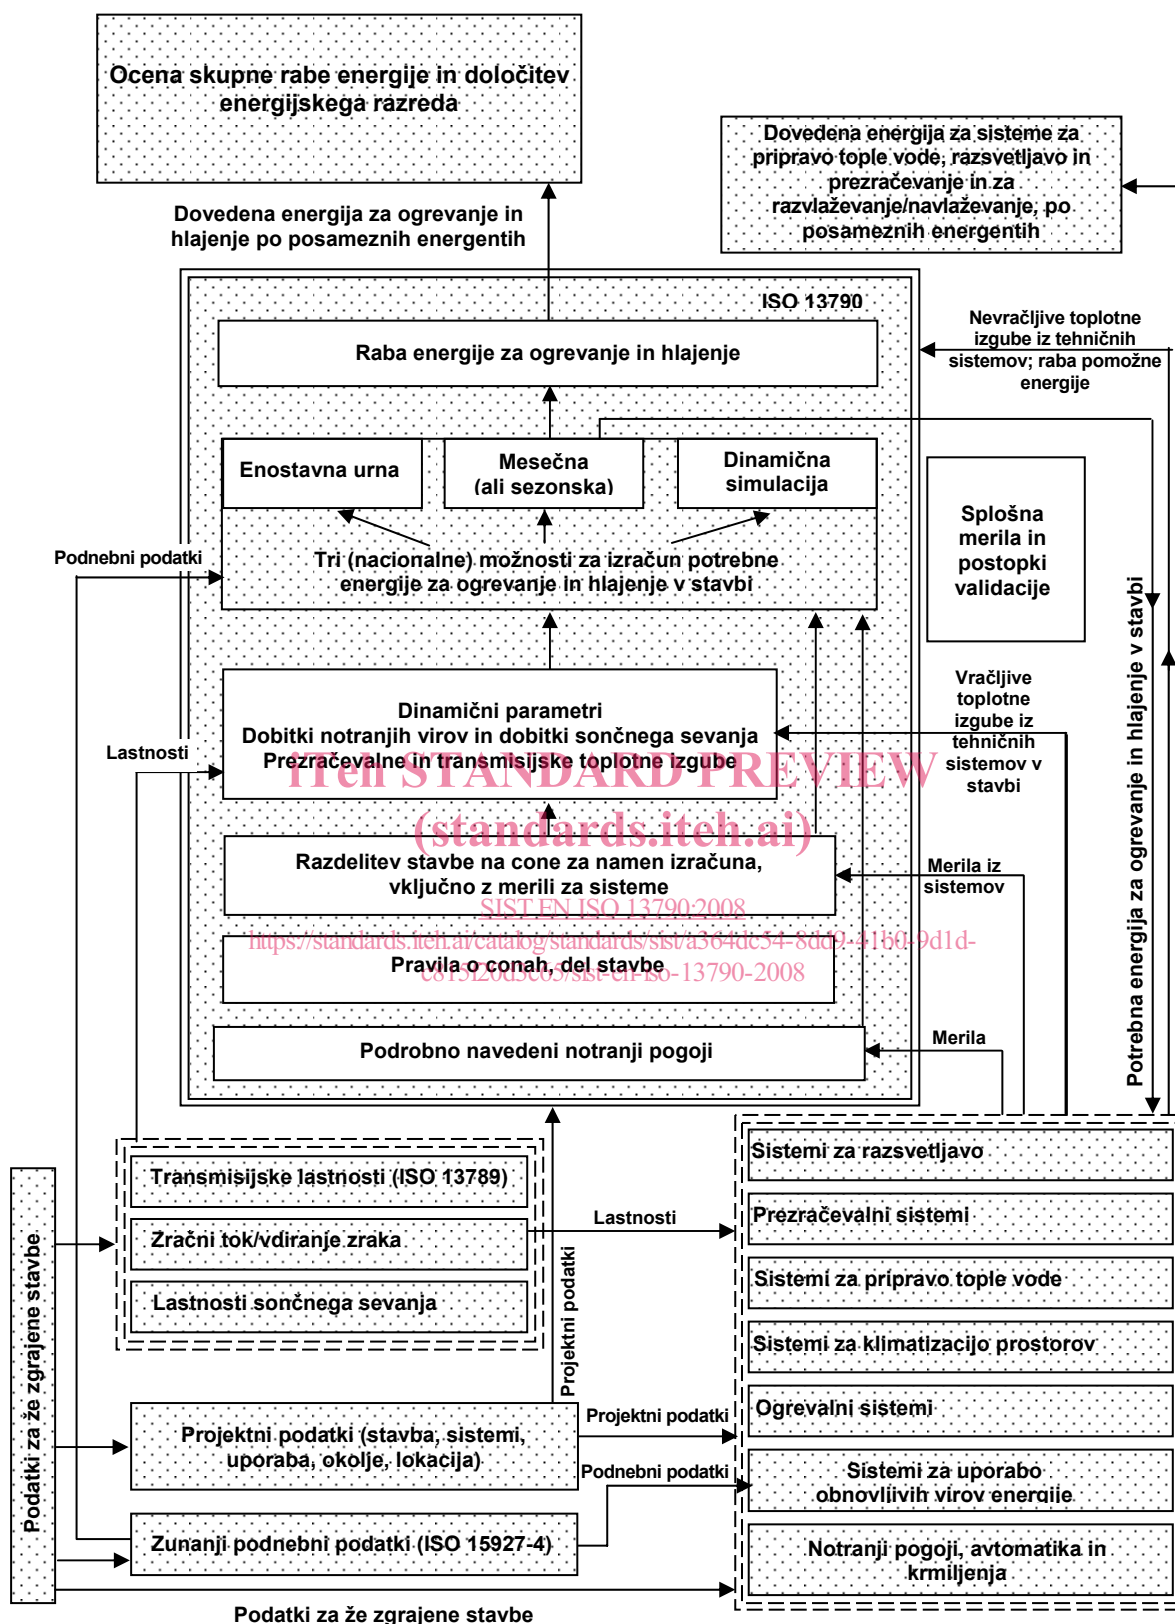 Ocena skupne rabe energije in določitev
energijskega razreda
Dovedena energija za sisteme za
pripravo tople vode, razsvetljavo in
prezračevanje in za
razvlaževanje/navlaževanje, po
posameznih energentih
Dovedena energija za ogrevanje in
hlajenje po posameznih energentih
ISO 13790
Nevračljive toplotne
izgube iz tehničnih
sistemov; raba pomožne
energije
Raba energije za ogrevanje in hlajenje
Enostavna urna
Mesečna
(ali sezonska)
Dinamična
simulacija
Splošna
merila in
postopki
validacije
Podnebni podatki
Tri (nacionalne) možnosti za izračun potrebne
energije za ogrevanje in hlajenje v stavbi
Potrebna energija za ogrevanje in hlajenje v stavbi
Vračljive
toplotne
izgube iz
tehničnih
sistemov v
stavbi
Dinamični parametri
Dobitki notranjih virov in dobitki sončnega sevanja
Prezračevalne in transmisijske toplotne izgube
Lastnosti
iTeh STANDARD PREVIEW
(standards.iteh.ai)
Razdelitev stavbe na cone za namen izračuna,
vključno z merili za sisteme
Merila iz
sistemov
SIST EN ISO 13790:2008
https://standards.iteh.ai/catalog/standards/sist/a364dc54-8dd9-41b0-9d1d-
c815f20d3c65/sist-en-iso-13790-2008
Pravila o conah, del stavbe
Podrobno navedeni notranji pogoji
Merila
Podatki za že zgrajene stavbe
Transmisijske lastnosti (ISO 13789)
Zračni tok/vdiranje zraka
Lastnosti sončnega sevanja
Lastnosti
Projektni podatki
Sistemi za razsvetljavo
Prezračevalni sistemi
Sistemi za pripravo tople vode
Sistemi za klimatizacijo prostorov
Ogrevalni sistemi
Sistemi za uporabo
obnovljivih virov energije
Notranji pogoji, avtomatika in
krmiljenja
Projektni podatki (stavba, sistemi,
uporaba, okolje, lokacija)
Projektni podatki
Podnebni podatki
Zunanji podnebni podatki (ISO 15927-4)
Podatki za že zgrajene stavbe